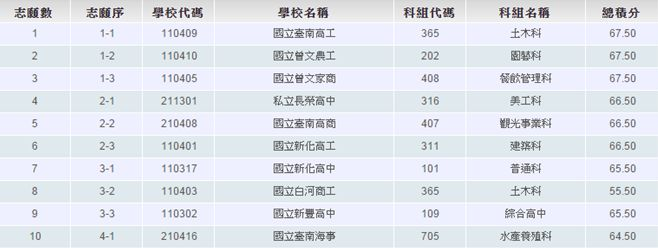 志願數 志願序 學校代碼 學校名稱 科組代碼 科組名稱 總積分
1 1-1 110409 國立臺南高工 365 土木科 67.50
2 1-2 110410 國立曾文農工 202 園藝科 67.50
3 1-3 110405 國立曾文家商 408 餐飲管理科 67.50
4 2-1 211301 私立長榮高中 316 美工科 66.50
5 2-2 210408 國立臺南高商 407 觀光事業科 66.50
6 2-3 110401 國立新化高工 311 建築科 66.50
7 3-1 110317 國立新化高中 101 普通科 65.50
8 3-2 110403 國立白河商工 365 土木科 55.50
9 3-3 110302 國立新豐高中 109 綜合高中 65.50
10 4-1 210416 國立臺南海事 705 水產養殖科 64.50